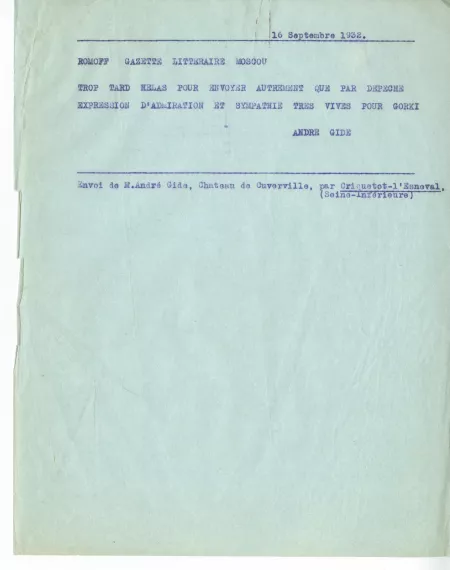 16 Septembre 1932.
ROMOFF GAZETTE LITTERAIRE MOSCOU
TROP TARD HELAS POUR ENVOYER AUTREMENT QUE PAR DEPECHE
EXPRESSION D'ADMIRATION ET SYMPATHIE TRES VIVES POUR GORKI
ANDRE GIDE
Envoi de M.André Gide, Chateau de Cuverville, par Criquetot-l'Esneval.
(Seine-Inférieure)